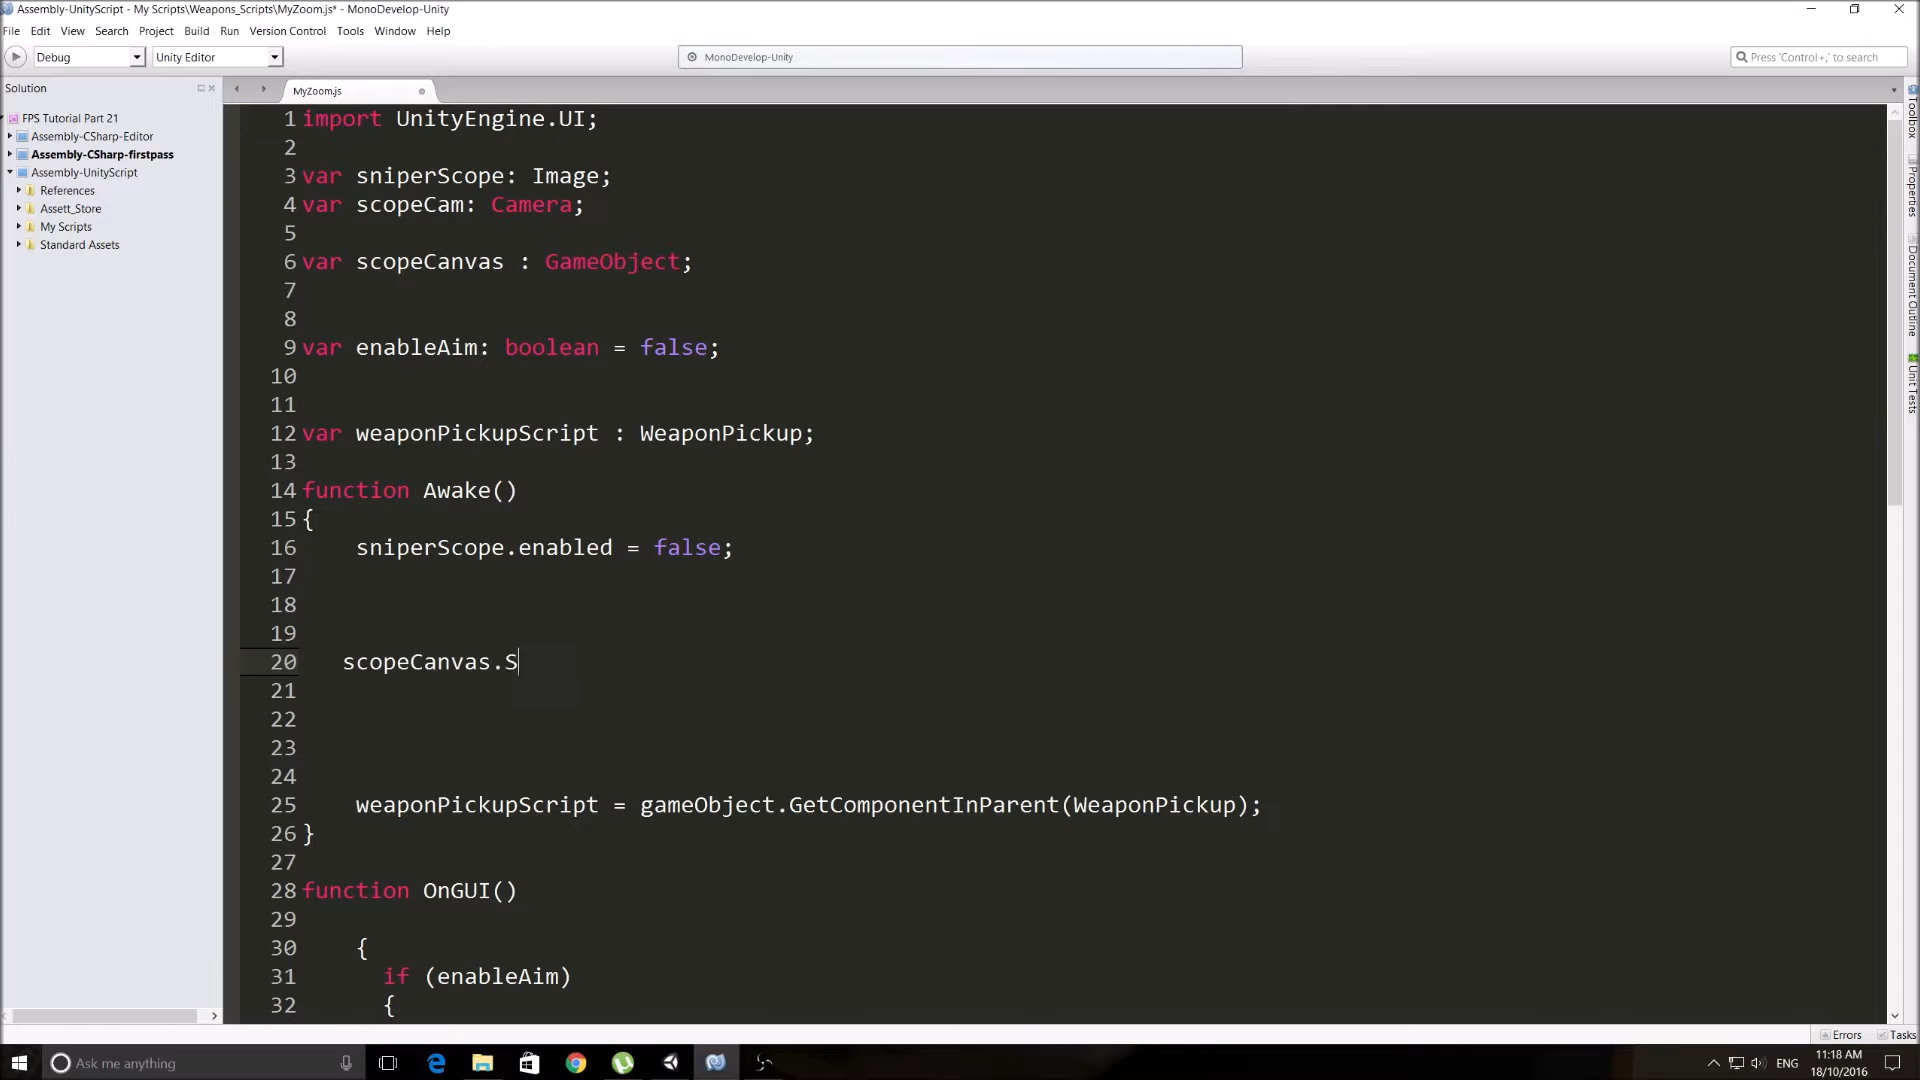 Assembly-UnityScript - My Scripts\Weapons_Scripts\MyZoom.js* - MonoDevelop-Unity
File Edit View Search Project Build Run Version Control Tools Window Help
Debug Unity Editor MonoDevelop-Unity Press 'Control+,' to search
Solution
FPS Tutorial Part 21
Assembly-CSharp-Editor
Assembly-CSharp-firstpass
Assembly-UnityScript
References
Assett_Store
My Scripts
Standard Assets
MyZoom.js
1 import UnityEngine.UI;
2
3 var sniperScope: Image;
4 var scopeCam: Camera;
5
6 var scopeCanvas : GameObject;
7
8
9 var enableAim: boolean = false;
10
11
12 var weaponPickupScript : WeaponPickup;
13
14 function Awake()
15 {
16 sniperScope.enabled = false;
17
18
19
20 scopeCanvas.S
21
22
23
24
25 weaponPickupScript = gameObject.GetComponentInParent(WeaponPickup);
26 }
27
28 function OnGUI()
29
30 {
31 if (enableAim)
32 {
Toolbox
Properties
Document Outline
Unit Tests
Errors Tasks
Ask me anything
ENG
11:18 AM
18/10/2016